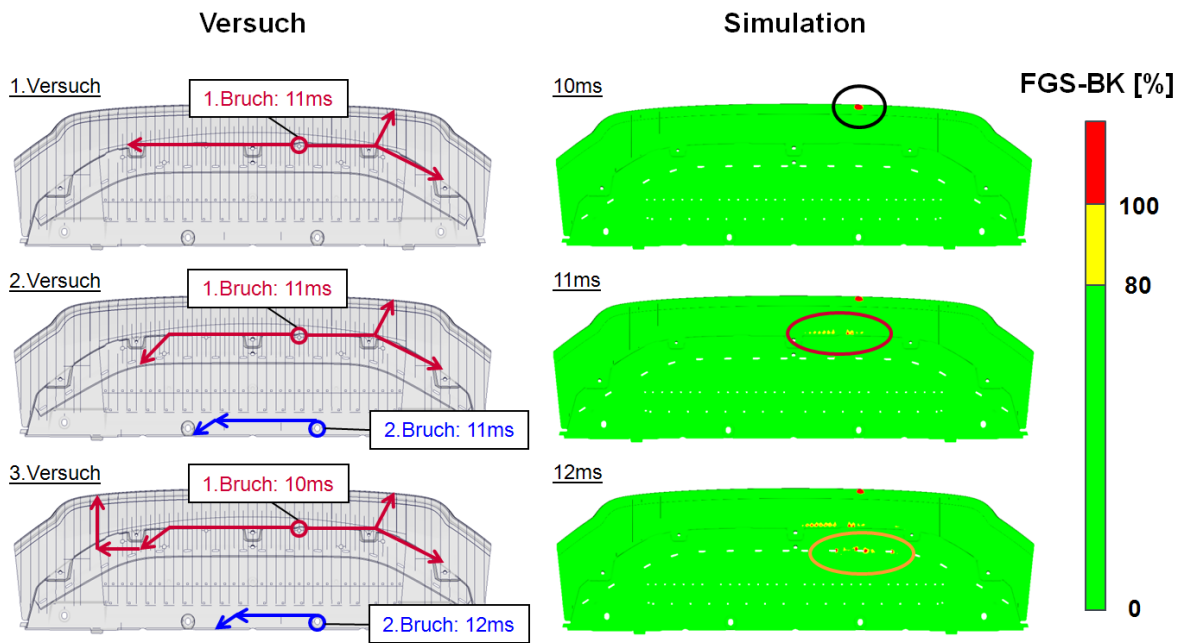 Versuch
1.Versuch
1.Bruch: 11ms
2.Versuch
1.Bruch: 11ms
2.Bruch: 11ms
3.Versuch
1.Bruch: 10ms
2.Bruch: 12ms
Simulation
10ms
11ms
12ms
FGS-BK [%]
100
80
0